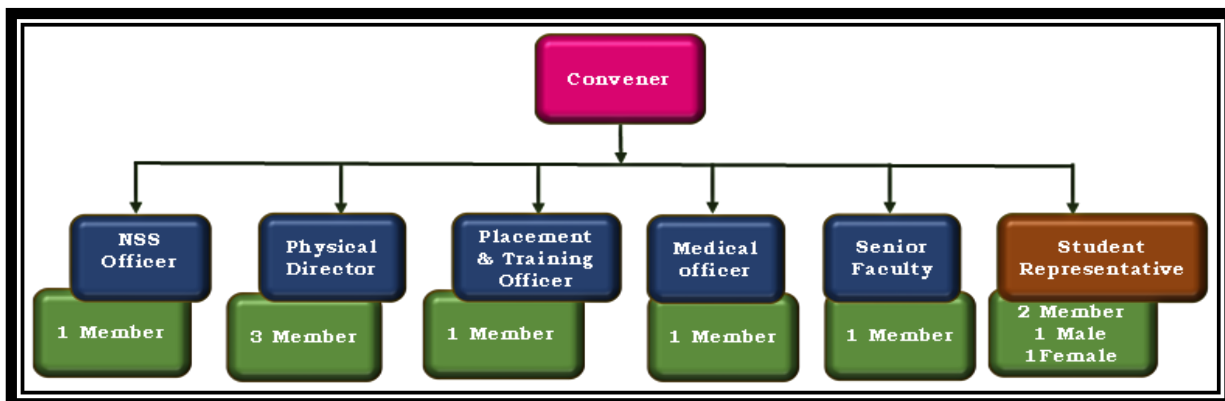 Convener
NSS
Officer
1 Member
Physical
Director
3 Member
Placement
& Training
Officer
1 Member
Medical
officer
1 Member
Senior
Faculty
1 Member
Student
Representative
2 Member
1 Male
1Female